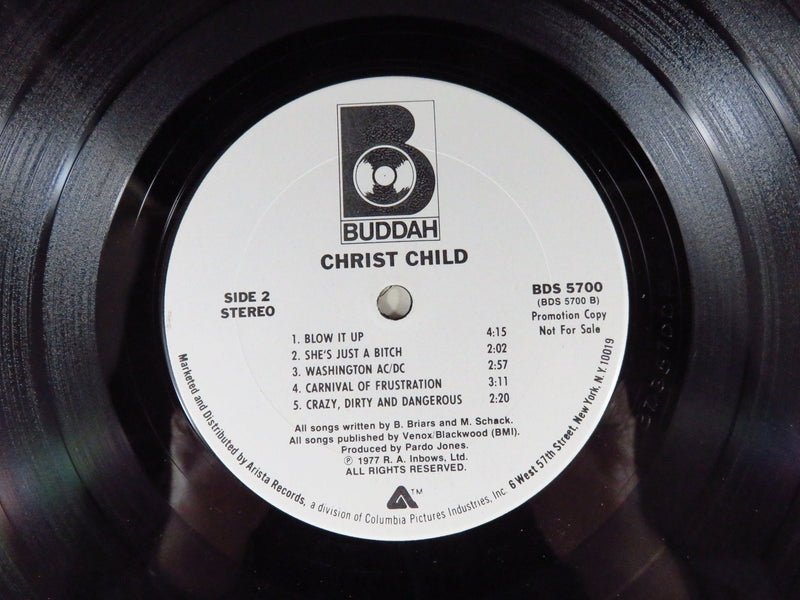 B
BUDDAH
CHRIST CHILD
SIDE 2
STEREO
BDS 5700
(BDS 5700 B)
Promotion Copy
Not For Sale
1. BLOW IT UP 4:15
2. SHE'S JUST A BITCH 2:02
3. WASHINGTON AC/DC 2:57
4. CARNIVAL OF FRUSTRATION 3:11
5. CRAZY, DIRTY AND DANGEROUS 2:20
All songs written by B. Briars and M. Schack.
All songs published by Venox/Blackwood (BMI).
Produced by Pardo Jones.
℗ 1977 R. A. Inbows, Ltd.
ALL RIGHTS RESERVED.
TM
Marketed and Distributed by Arista Records, a division of Columbia Pictures Industries, Inc. 6 West 57th Street, New York, N.Y. 10019